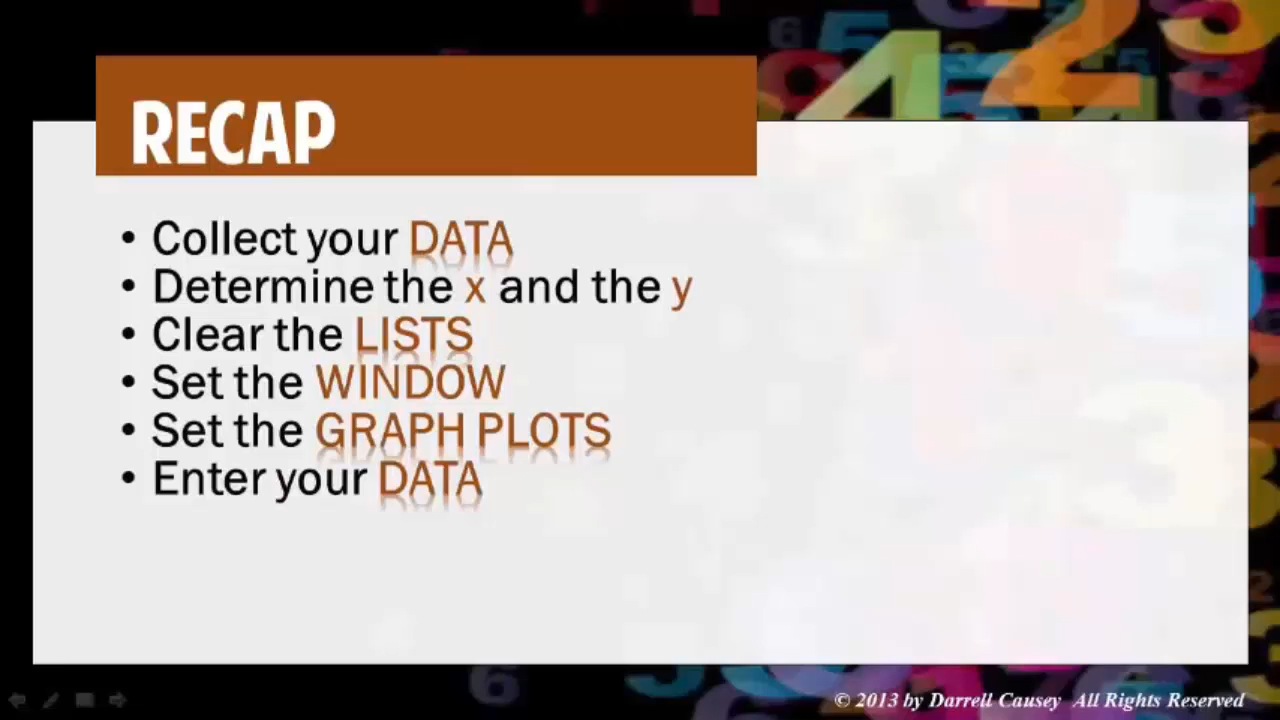 RECAP
• Collect your DATA
• Determine the x and the y
• Clear the LISTS
• Set the WINDOW
• Set the GRAPH PLOTS
• Enter your DATA
© 2013 by Darrell Causey All Rights Reserved